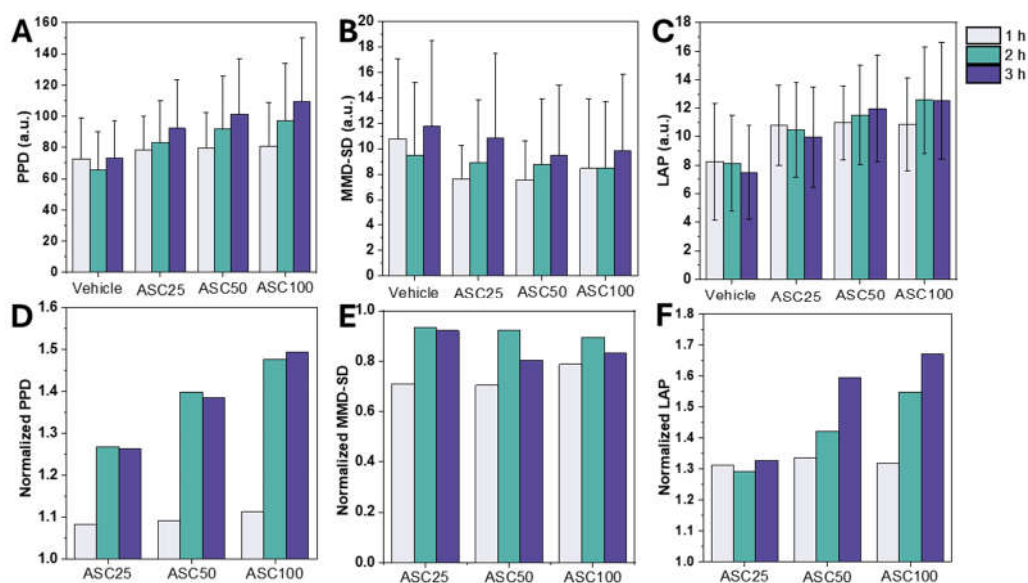 A
PPD (a.u.)
160
140
120
100
80
60
40
20
0
Vehicle ASC25 ASC50 ASC100
B
MMD-SD (a.u.)
20
18
16
14
12
10
8
6
4
2
0
Vehicle ASC25 ASC50 ASC100
C
LAP (a.u.)
18
16
14
12
10
8
6
4
2
0
Vehicle ASC25 ASC50 ASC100
1 h
2 h
3 h
D
Normalized PPD
1.6
1.5
1.4
1.3
1.2
1.1
1.0
ASC25 ASC50 ASC100
E
Normalized MMD-SD
1.0
0.8
0.6
0.4
0.2
0.0
ASC25 ASC50 ASC100
F
Normalized LAP
1.8
1.7
1.6
1.5
1.4
1.3
1.2
1.1
1.0
ASC25 ASC50 ASC100